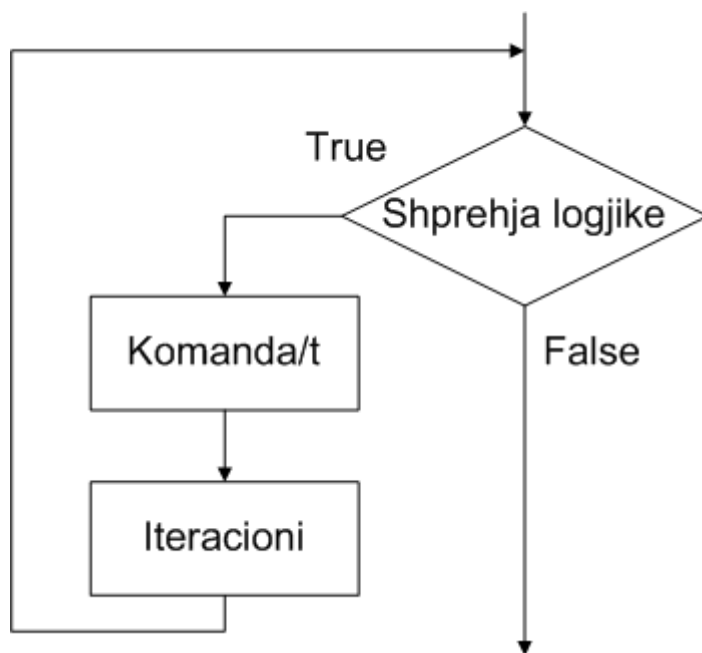 True
Shprehja logjike
Komanda/t
False
Iteracioni